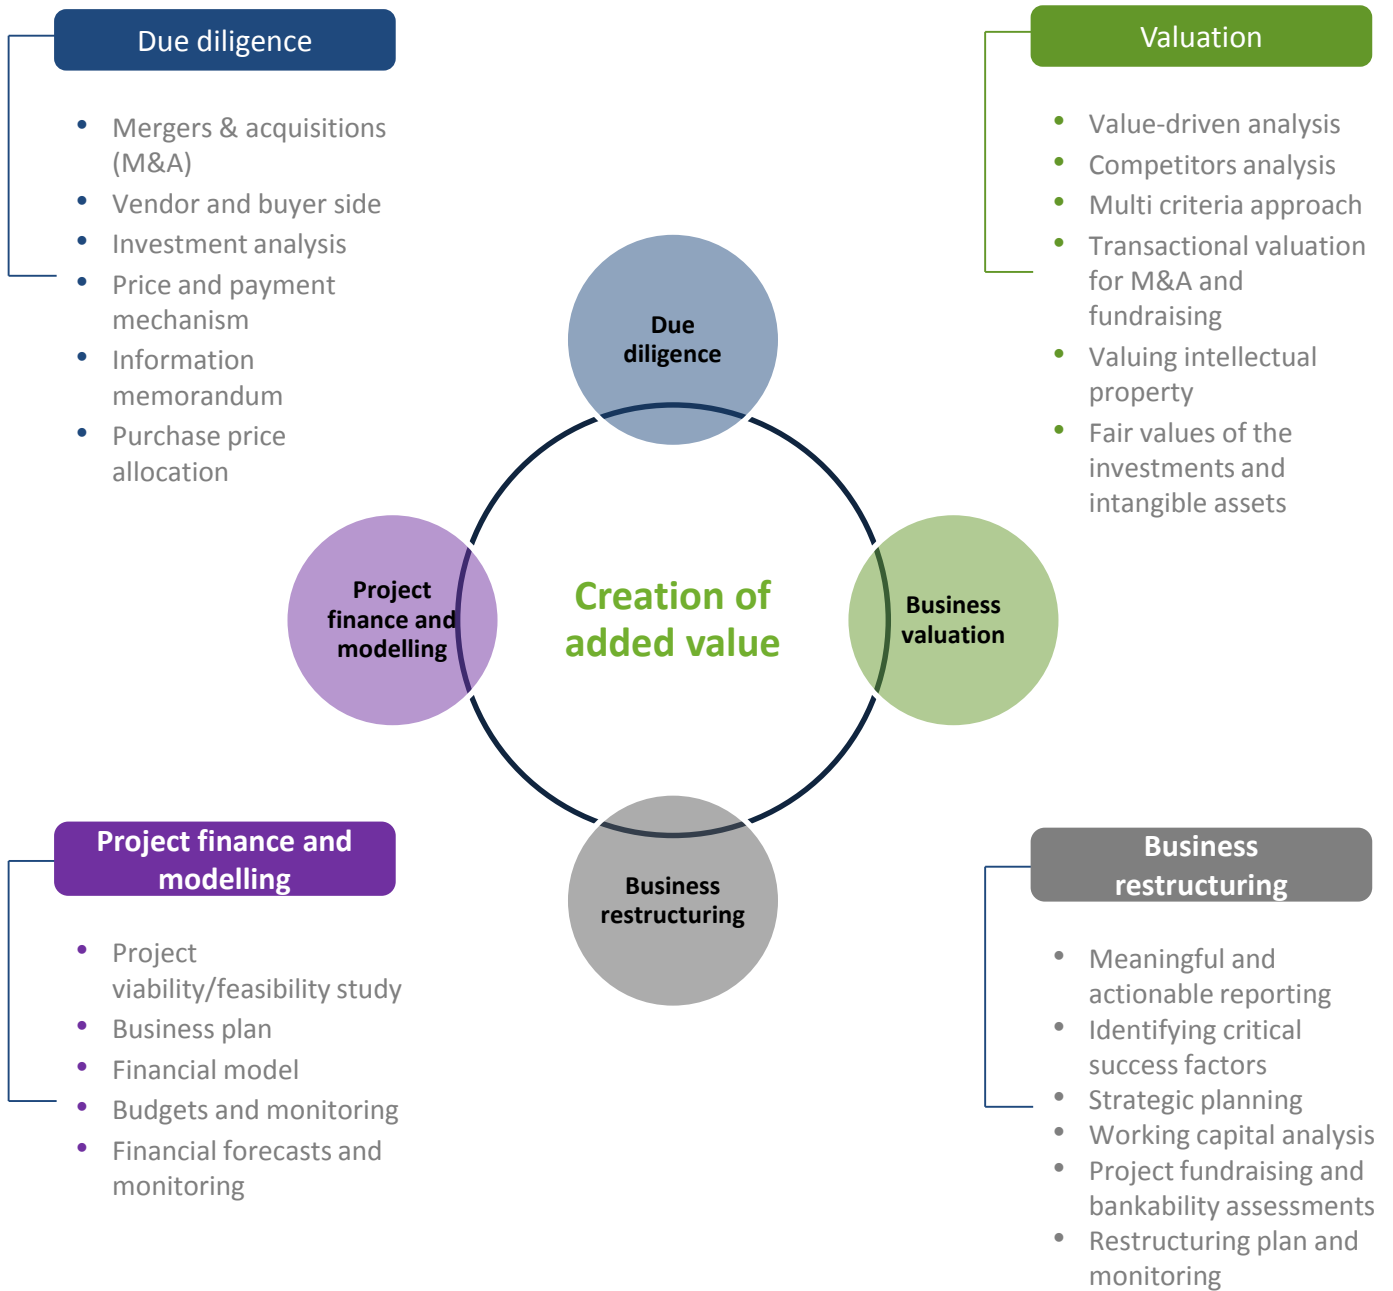 Due diligence
Mergers & acquisitions
(M&A)
Vendor and buyer side
Investment analysis
Price and payment
mechanism
Information
memorandum
Purchase price
allocation
Valuation
Value-driven analysis
Competitors analysis
Multi criteria approach
Transactional valuation
for M&A and
fundraising
Valuing intellectual
property
Fair values of the
investments and
intangible assets
Due
diligence
Project
finance and
modelling
Creation of
added value
Business
valuation
Business
restructuring
Project finance and
modelling
Project
viability/feasibility study
Business plan
Financial model
Budgets and monitoring
Financial forecasts and
monitoring
Business
restructuring
Meaningful and
actionable reporting
Identifying critical
success factors
Strategic planning
Working capital analysis
Project fundraising and
bankability assessments
Restructuring plan and
monitoring